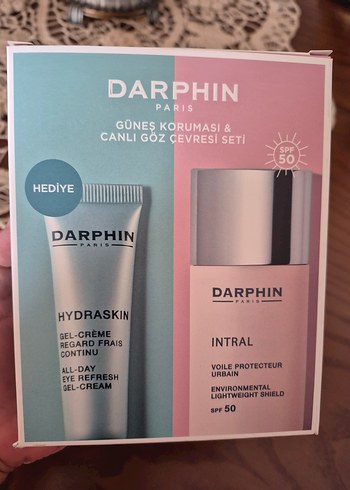 DARPHIN
PARIS
GÜNEŞ KORUMASI &
CANLI GÖZ ÇEVRESİ SETİ
SPF
50
HEDİYE
DARPHIN
PARIS
HYDRASKIN
GEL-CRÈME
REGARD FRAIS
CONTINU
ALL-DAY
EYE REFRESH
GEL-CREAM
DARPHIN
PARIS
INTRAL
VOILE PROTECTEUR
URBAIN
ENVIRONMENTAL
LIGHTWEIGHT SHIELD
SPF 50